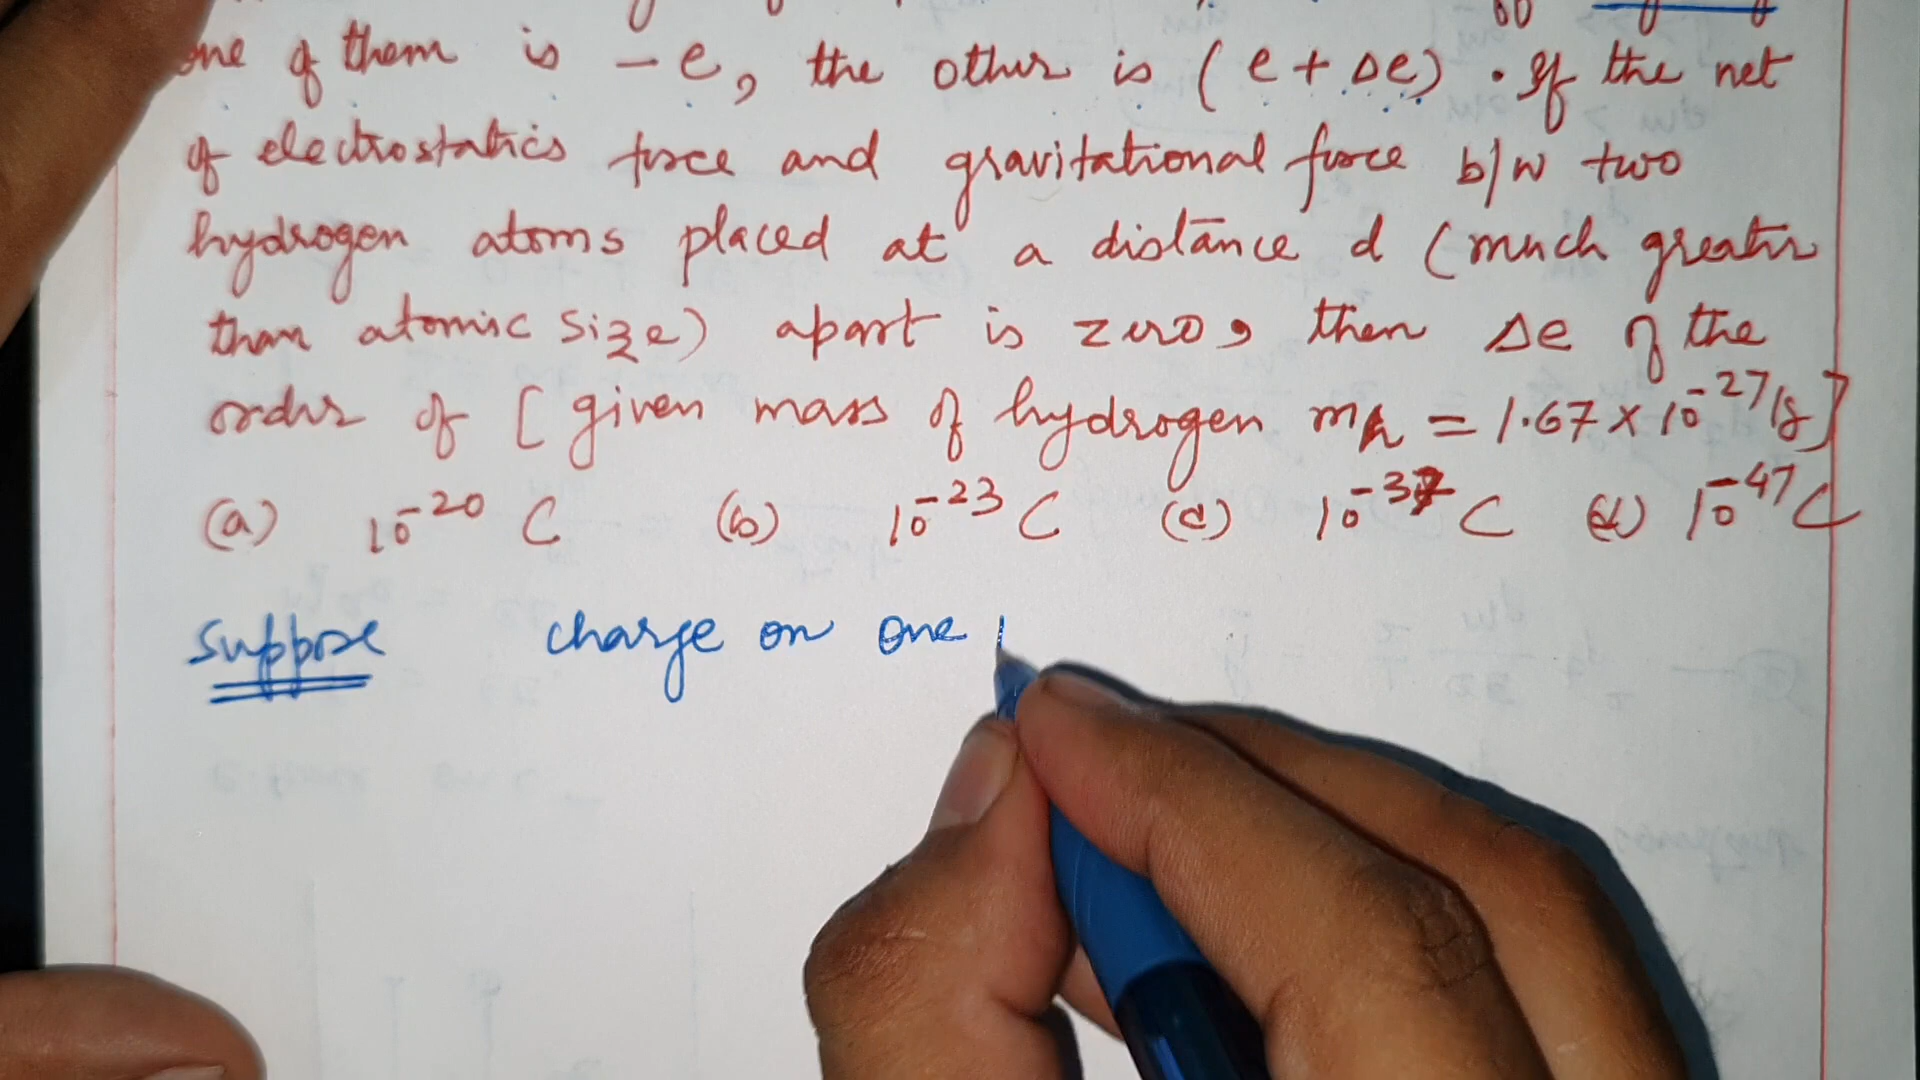 one of them is - e, the other is (e + Δe). If the net
of electrostatics force and gravitational force b/w two
hydrogen atoms placed at a distance d (much greater
than atomic size) apart is zero, then Δe of the
order of [given mass of hydrogen mh = 1.67 × 10^-27 kg]
(a) 10^-20 C (b) 10^-23 C (c) 10^-37 C (d) 10^-47 C
Suppose charge on one